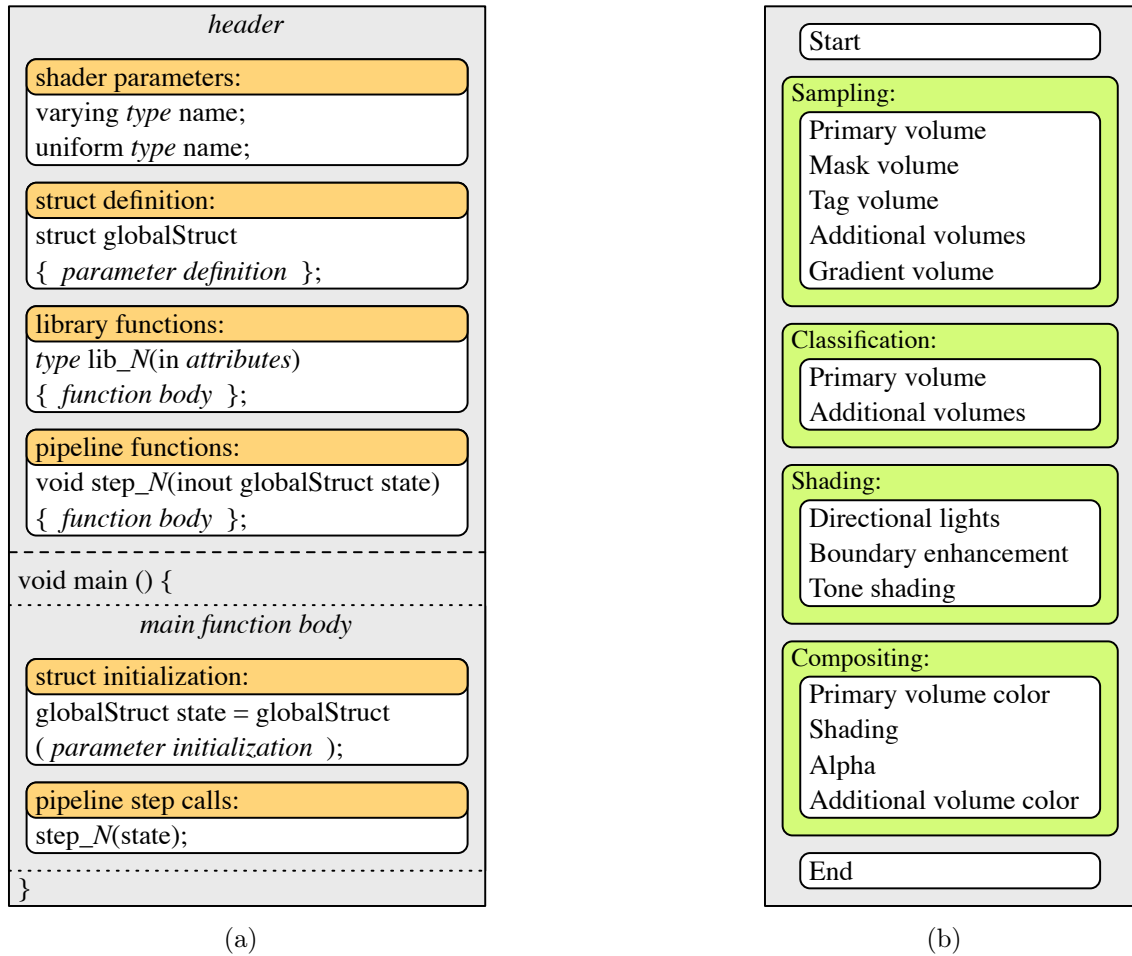 header
shader parameters:
varying type name;
uniform type name;
struct definition:
struct globalStruct
{ parameter definition };
library functions:
type lib_N(in attributes)
{ function body };
pipeline functions:
void step_N(inout globalStruct state)
{ function body };
void main () {
main function body
struct initialization:
globalStruct state = globalStruct
( parameter initialization );
pipeline step calls:
step_N(state);
}
(a)
Start
Sampling:
Primary volume
Mask volume
Tag volume
Additional volumes
Gradient volume
Classification:
Primary volume
Additional volumes
Shading:
Directional lights
Boundary enhancement
Tone shading
Compositing:
Primary volume color
Shading
Alpha
Additional volume color
End
(b)